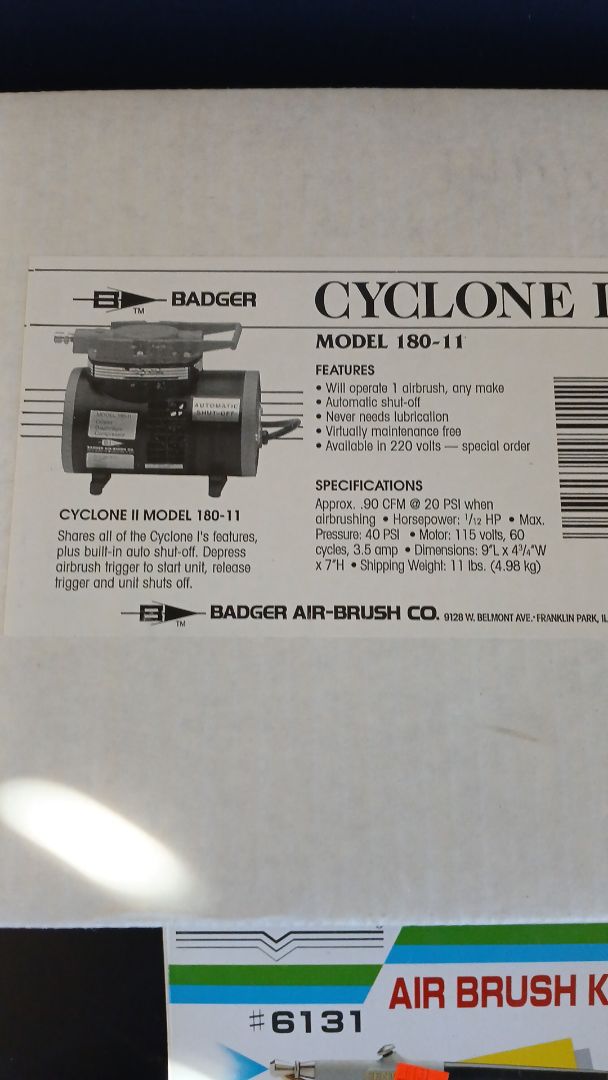 BADGER
TM
CYCLONE I
MODEL 180-11
FEATURES
• Will operate 1 airbrush, any make
• Automatic shut-off
• Never needs lubrication
• Virtually maintenance free
• Available in 220 volts — special order
AUTOMATIC
SHUT-OFF
SPECIFICATIONS
Approx. .90 CFM @ 20 PSI when
airbrushing • Horsepower: 1/12 HP • Max.
Pressure: 40 PSI • Motor: 115 volts, 60
cycles, 3.5 amp • Dimensions: 9"L x 4³/₄"W
x 7"H • Shipping Weight: 11 lbs. (4.98 kg)
CYCLONE II MODEL 180-11
Shares all of the Cyclone I's features,
plus built-in auto shut-off. Depress
airbrush trigger to start unit, release
trigger and unit shuts off.
BADGER AIR-BRUSH CO. 9128 W. BELMONT AVE.·FRANKLIN PARK, IL
TM
AIR BRUSH K
#6131